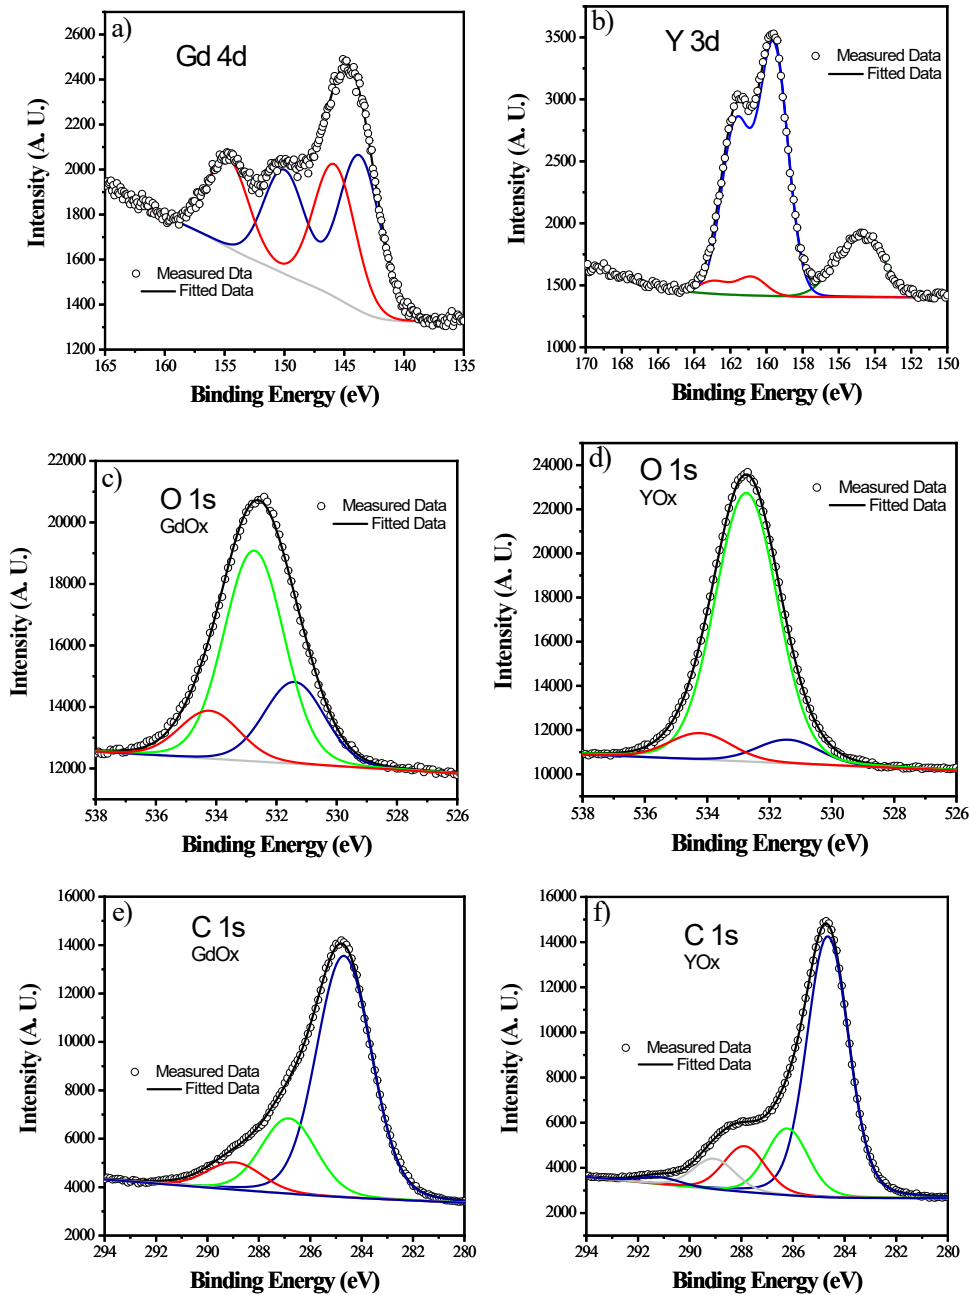 a)
Gd 4d
Measured Dta
Fitted Data
Intensity (A. U.)
2600
2400
2200
2000
1800
1600
1400
1200
165 160 155 150 145 140 135
Binding Energy (eV)
b)
Y 3d
Measured Data
Fitted Data
Intensity (A. U.)
3500
3000
2500
2000
1500
1000
170 168 166 164 162 160 158 156 154 152 150
Binding Energy (eV)
c)
O 1s
GdOx
Measured Data
Fitted Data
Intensity (A. U.)
22000
20000
18000
16000
14000
12000
538 536 534 532 530 528 526
Binding Energy (eV)
d)
O 1s
YOx
Measured Data
Fitted Data
Intensity (A. U.)
24000
22000
20000
18000
16000
14000
12000
10000
538 536 534 532 530 528 526
Binding Energy (eV)
e)
C 1s
GdOx
Measured Data
Fitted Data
Intensity (A. U.)
16000
14000
12000
10000
8000
6000
4000
2000
294 292 290 288 286 284 282 280
Binding Energy (eV)
f)
C 1s
YOx
Measured Data
Fitted Data
Intensity (A. U.)
16000
14000
12000
10000
8000
6000
4000
2000
294 292 290 288 286 284 282 280
Binding Energy (eV)